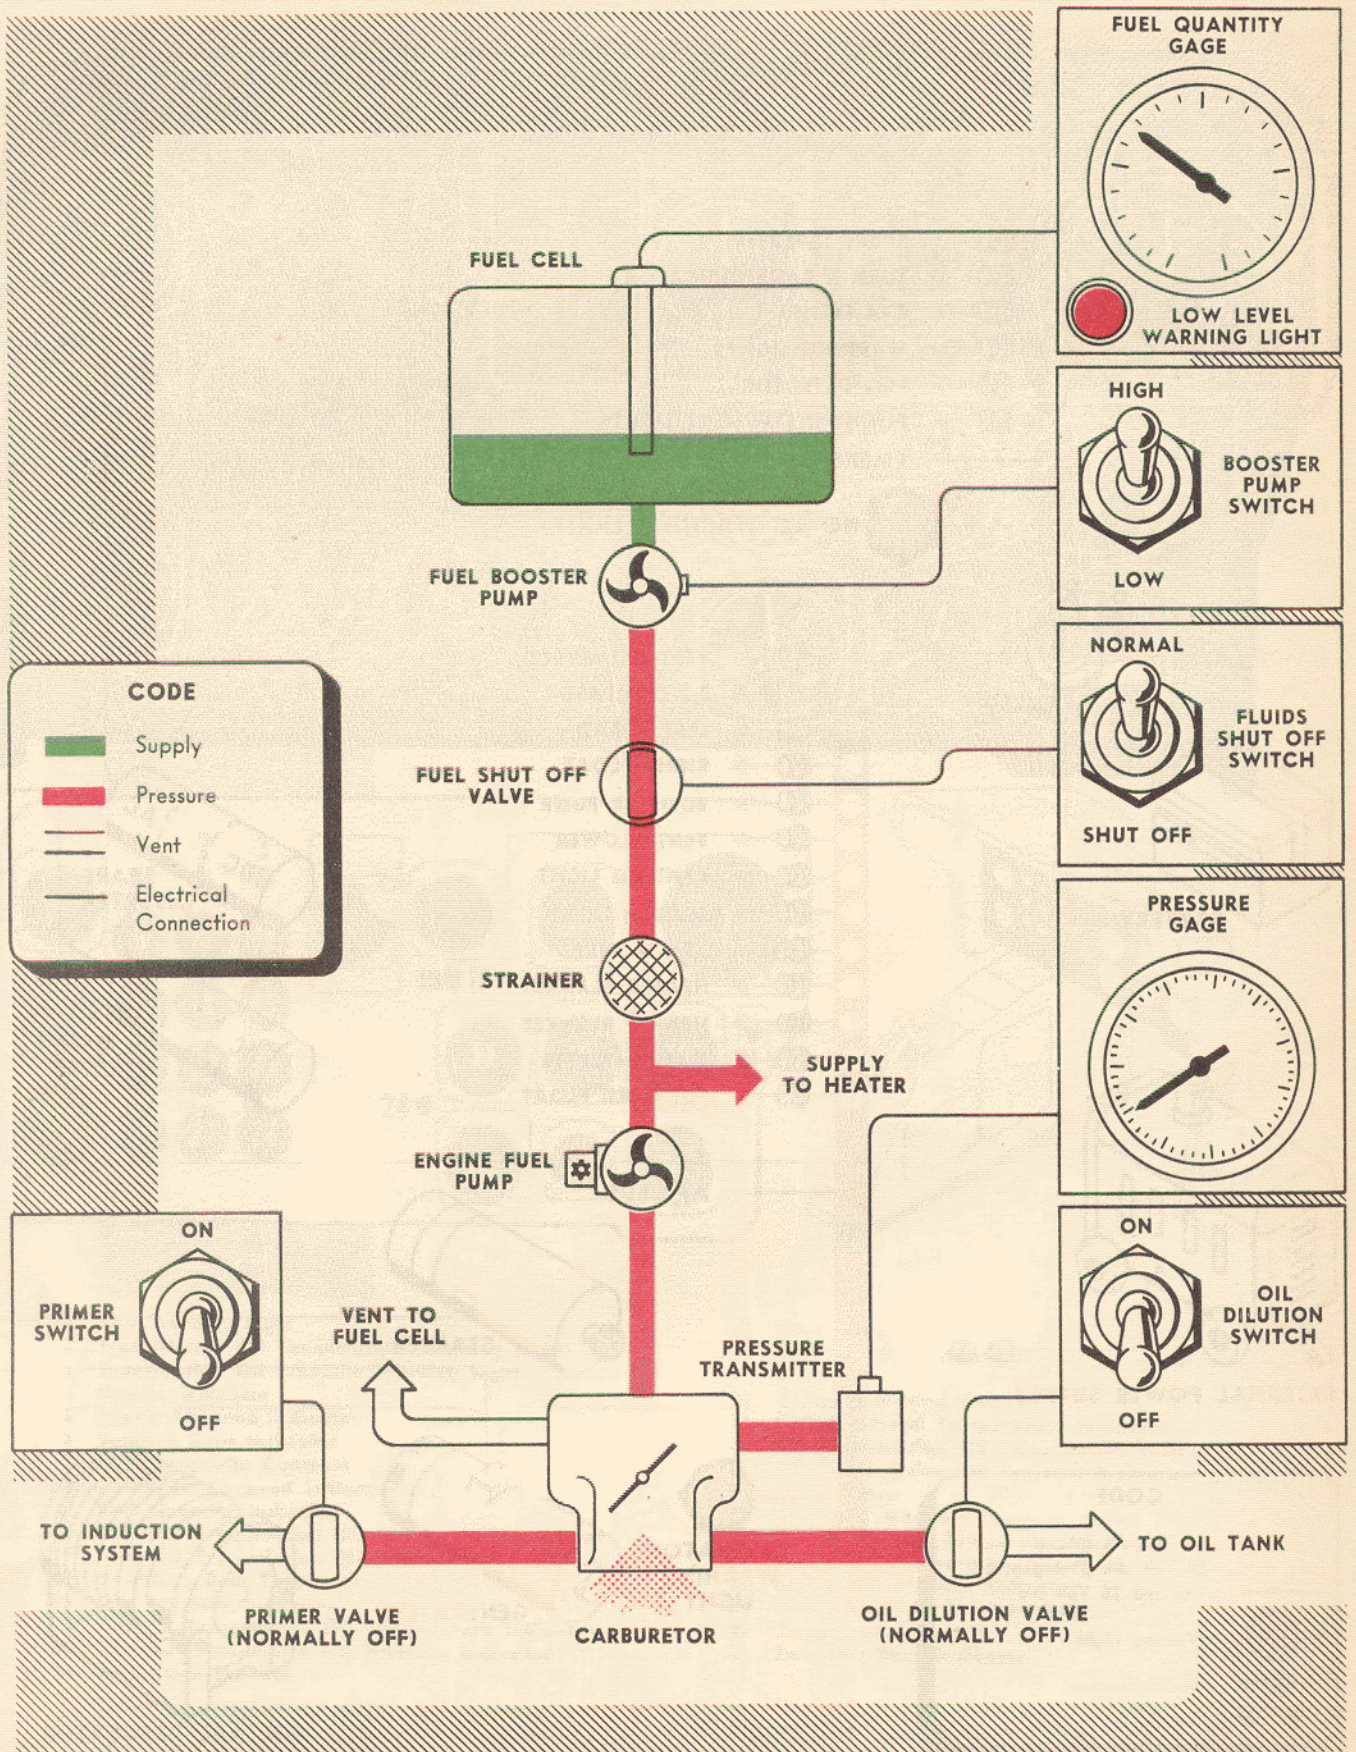 FUEL QUANTITY
GAGE
LOW LEVEL
WARNING LIGHT
FUEL CELL
HIGH
BOOSTER
PUMP
SWITCH
LOW
FUEL BOOSTER
PUMP
NORMAL
FLUIDS
SHUT OFF
SWITCH
SHUT OFF
CODE
Supply
Pressure
Vent
Electrical
Connection
FUEL SHUT OFF
VALVE
PRESSURE
GAGE
STRAINER
SUPPLY
TO HEATER
ENGINE FUEL
PUMP
ON
PRIMER
SWITCH
OFF
VENT TO
FUEL CELL
PRESSURE
TRANSMITTER
ON
OIL
DILUTION
SWITCH
OFF
TO INDUCTION
SYSTEM
TO OIL TANK
PRIMER VALVE
(NORMALLY OFF)
CARBURETOR
OIL DILUTION VALVE
(NORMALLY OFF)